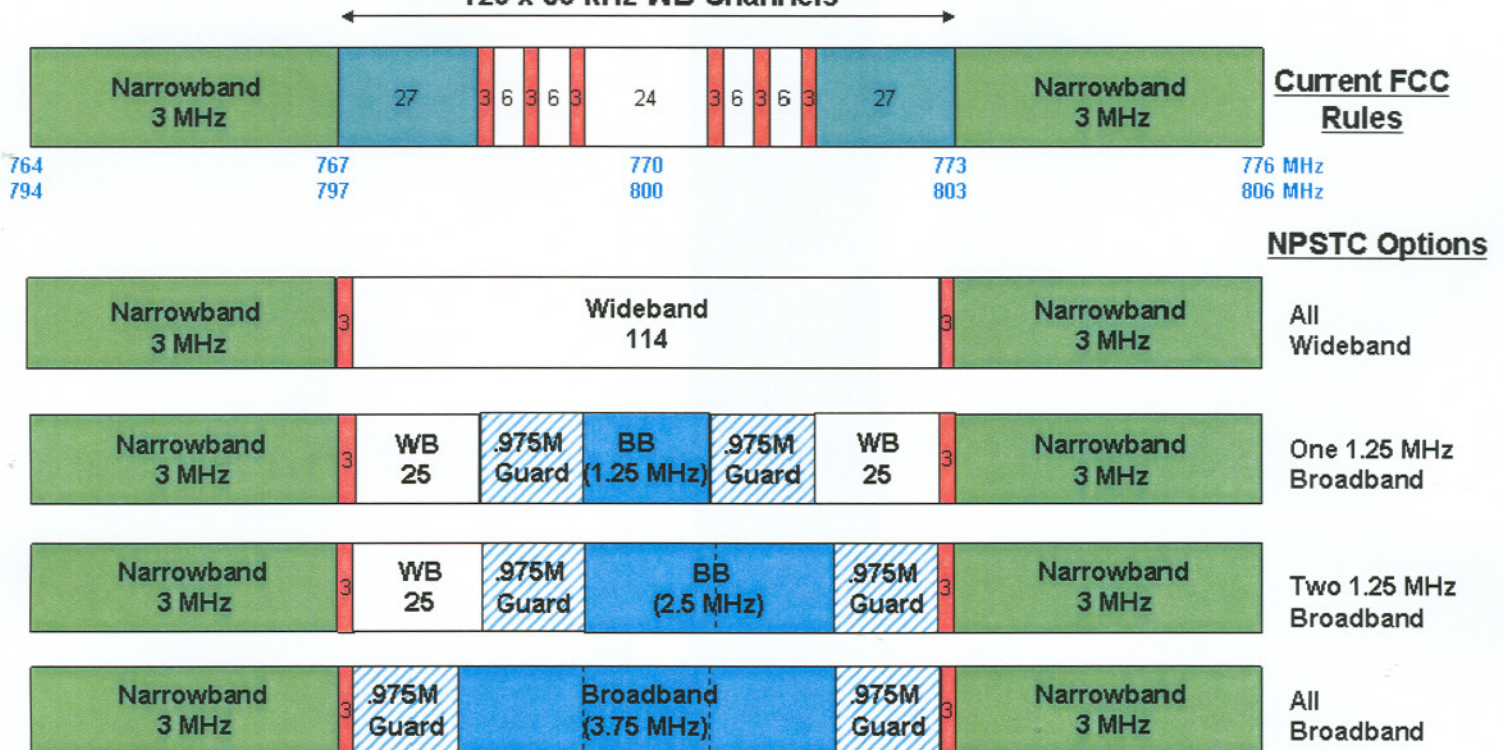 Narrowband 3 MHz 27 3 6 3 6 3 24 3 6 3 6 3 27 Narrowband 3 MHz Current FCC Rules
764 767 770 773 776 MHz
794 797 800 803 806 MHz
NPSTC Options
Narrowband 3 MHz 3 Wideband 114 3 Narrowband 3 MHz All Wideband
Narrowband 3 MHz 3 WB 25 .975M Guard BB (1.25 MHz) .975M Guard WB 25 3 Narrowband 3 MHz One 1.25 MHz Broadband
Narrowband 3 MHz 3 WB 25 .975M Guard BB (2.5 MHz) .975M Guard 3 Narrowband 3 MHz Two 1.25 MHz Broadband
Narrowband 3 MHz 3 .975M Guard Broadband (3.75 MHz) .975M Guard 3 Narrowband 3 MHz All Broadband